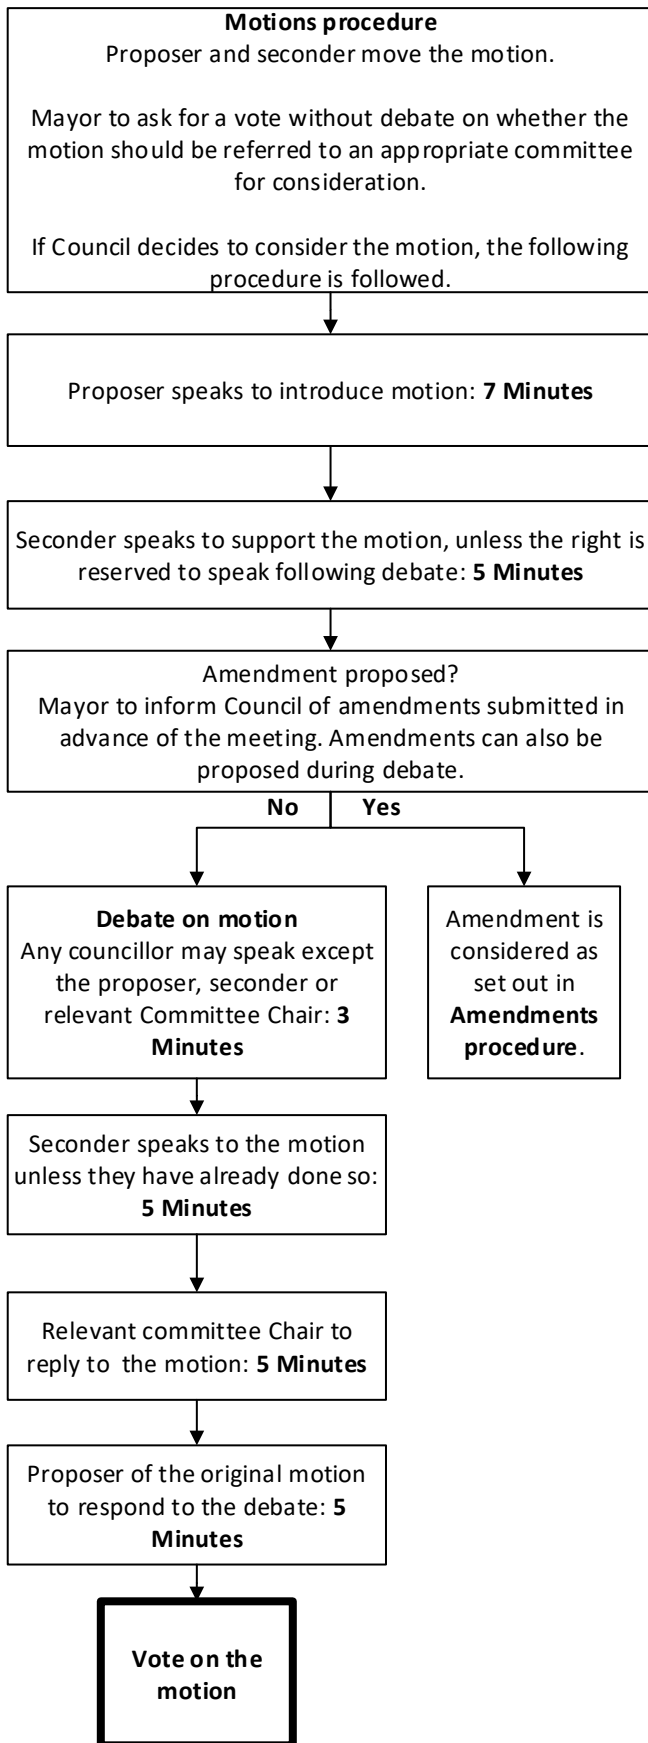 Motions procedure
Proposer and seconder move the motion.
Mayor to ask for a vote without debate on whether the
motion should be referred to an appropriate committee
for consideration.
If Council decides to consider the motion, the following
procedure is followed.
Proposer speaks to introduce motion: 7 Minutes
Seconder speaks to support the motion, unless the right is
reserved to speak following debate: 5 Minutes
Amendment proposed?
Mayor to inform Council of amendments submitted in
advance of the meeting. Amendments can also be
proposed during debate.
No
Yes
Debate on motion
Any councillor may speak except
the proposer, seconder or
relevant Committee Chair: 3
Minutes
Amendment is
considered as
set out in
Amendments
procedure.
Seconder speaks to the motion
unless they have already done so:
5 Minutes
Relevant committee Chair to
reply to the motion: 5 Minutes
Proposer of the original motion
to respond to the debate: 5
Minutes
Vote on the
motion